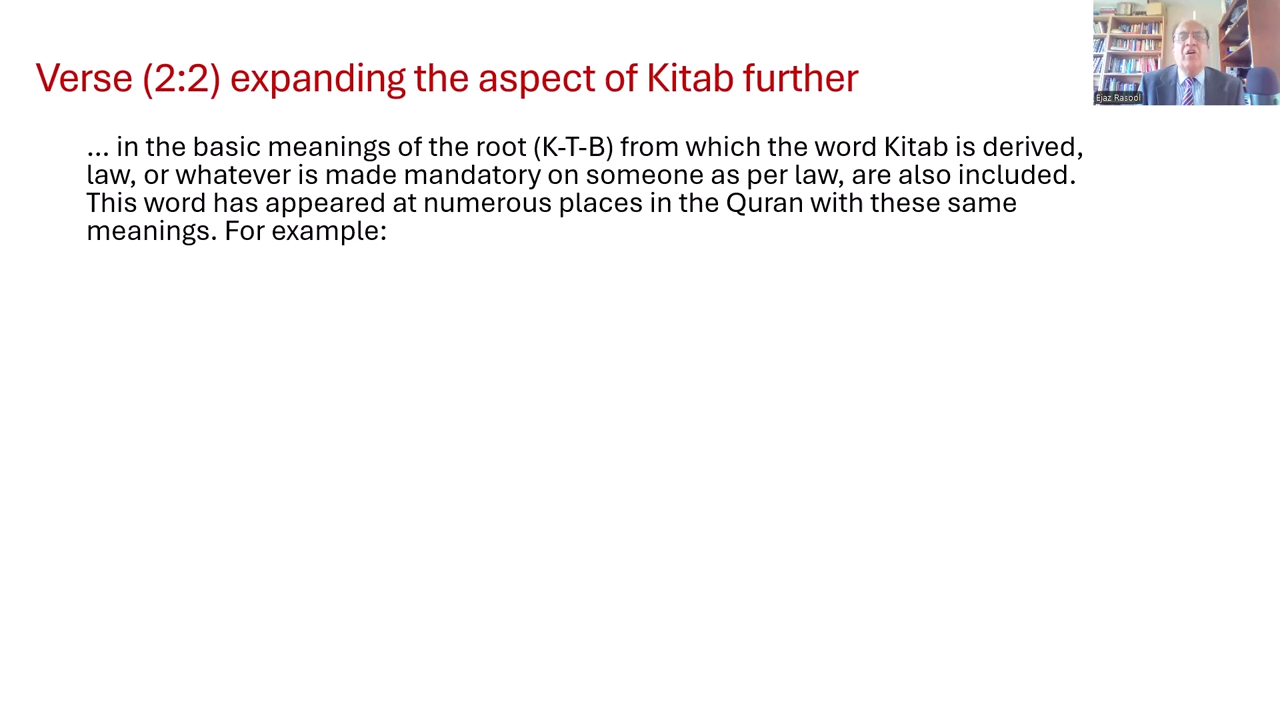 Verse (2:2) expanding the aspect of Kitab further
Ejaz Rasool
... in the basic meanings of the root (K-T-B) from which the word Kitab is derived,
law, or whatever is made mandatory on someone as per law, are also included.
This word has appeared at numerous places in the Quran with these same
meanings. For example: